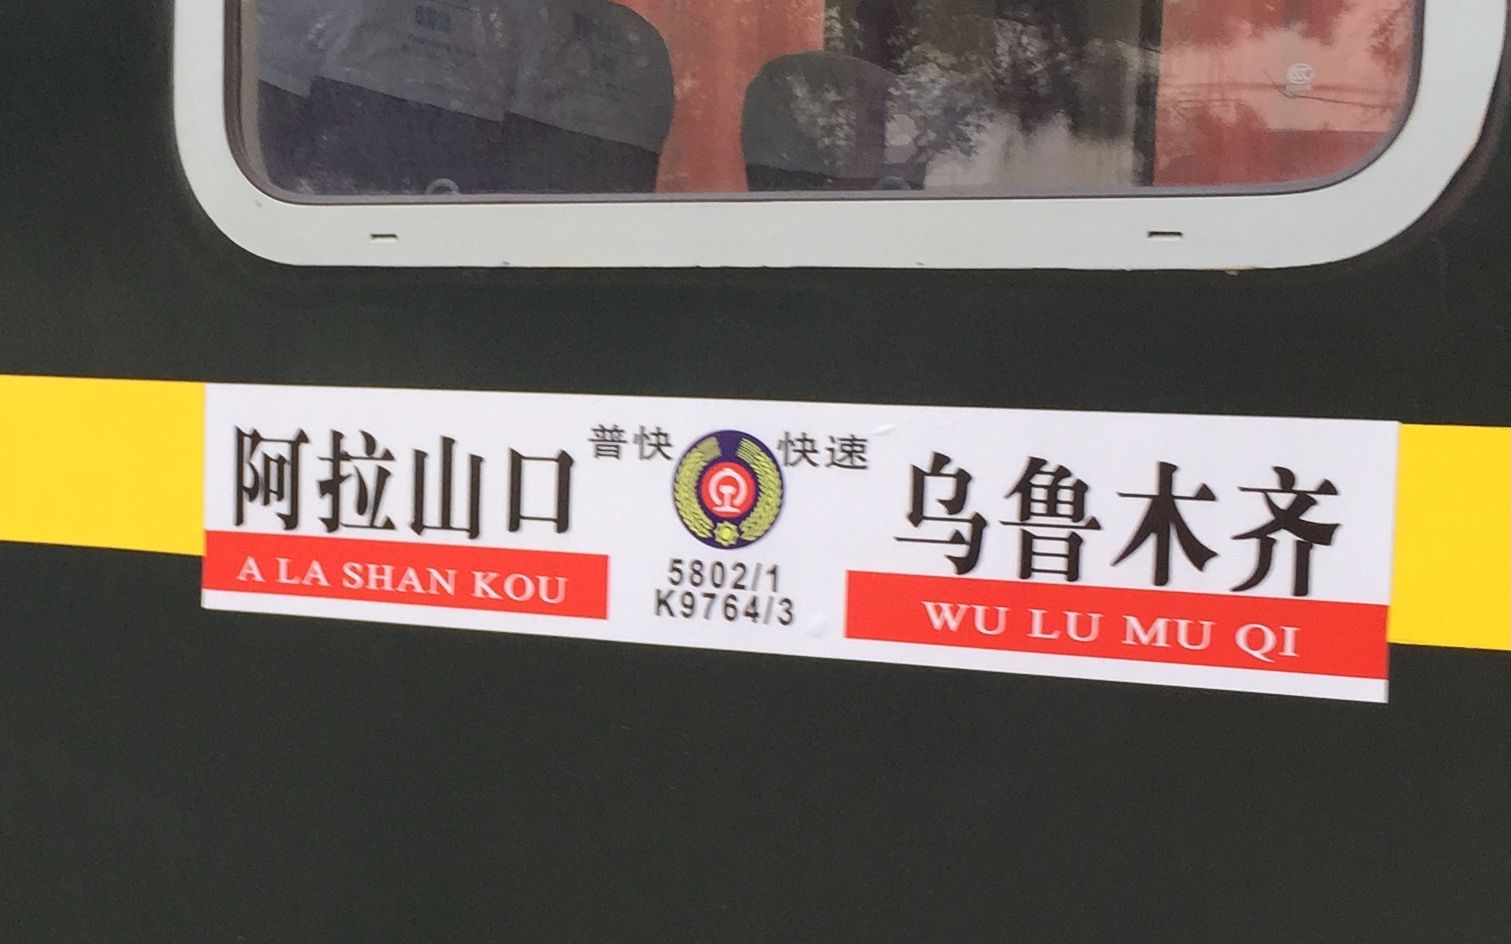 阿拉山口
A LA SHAN KOU
普快 快速
5802/1
K9764/3
乌鲁木齐
WU LU MU QI